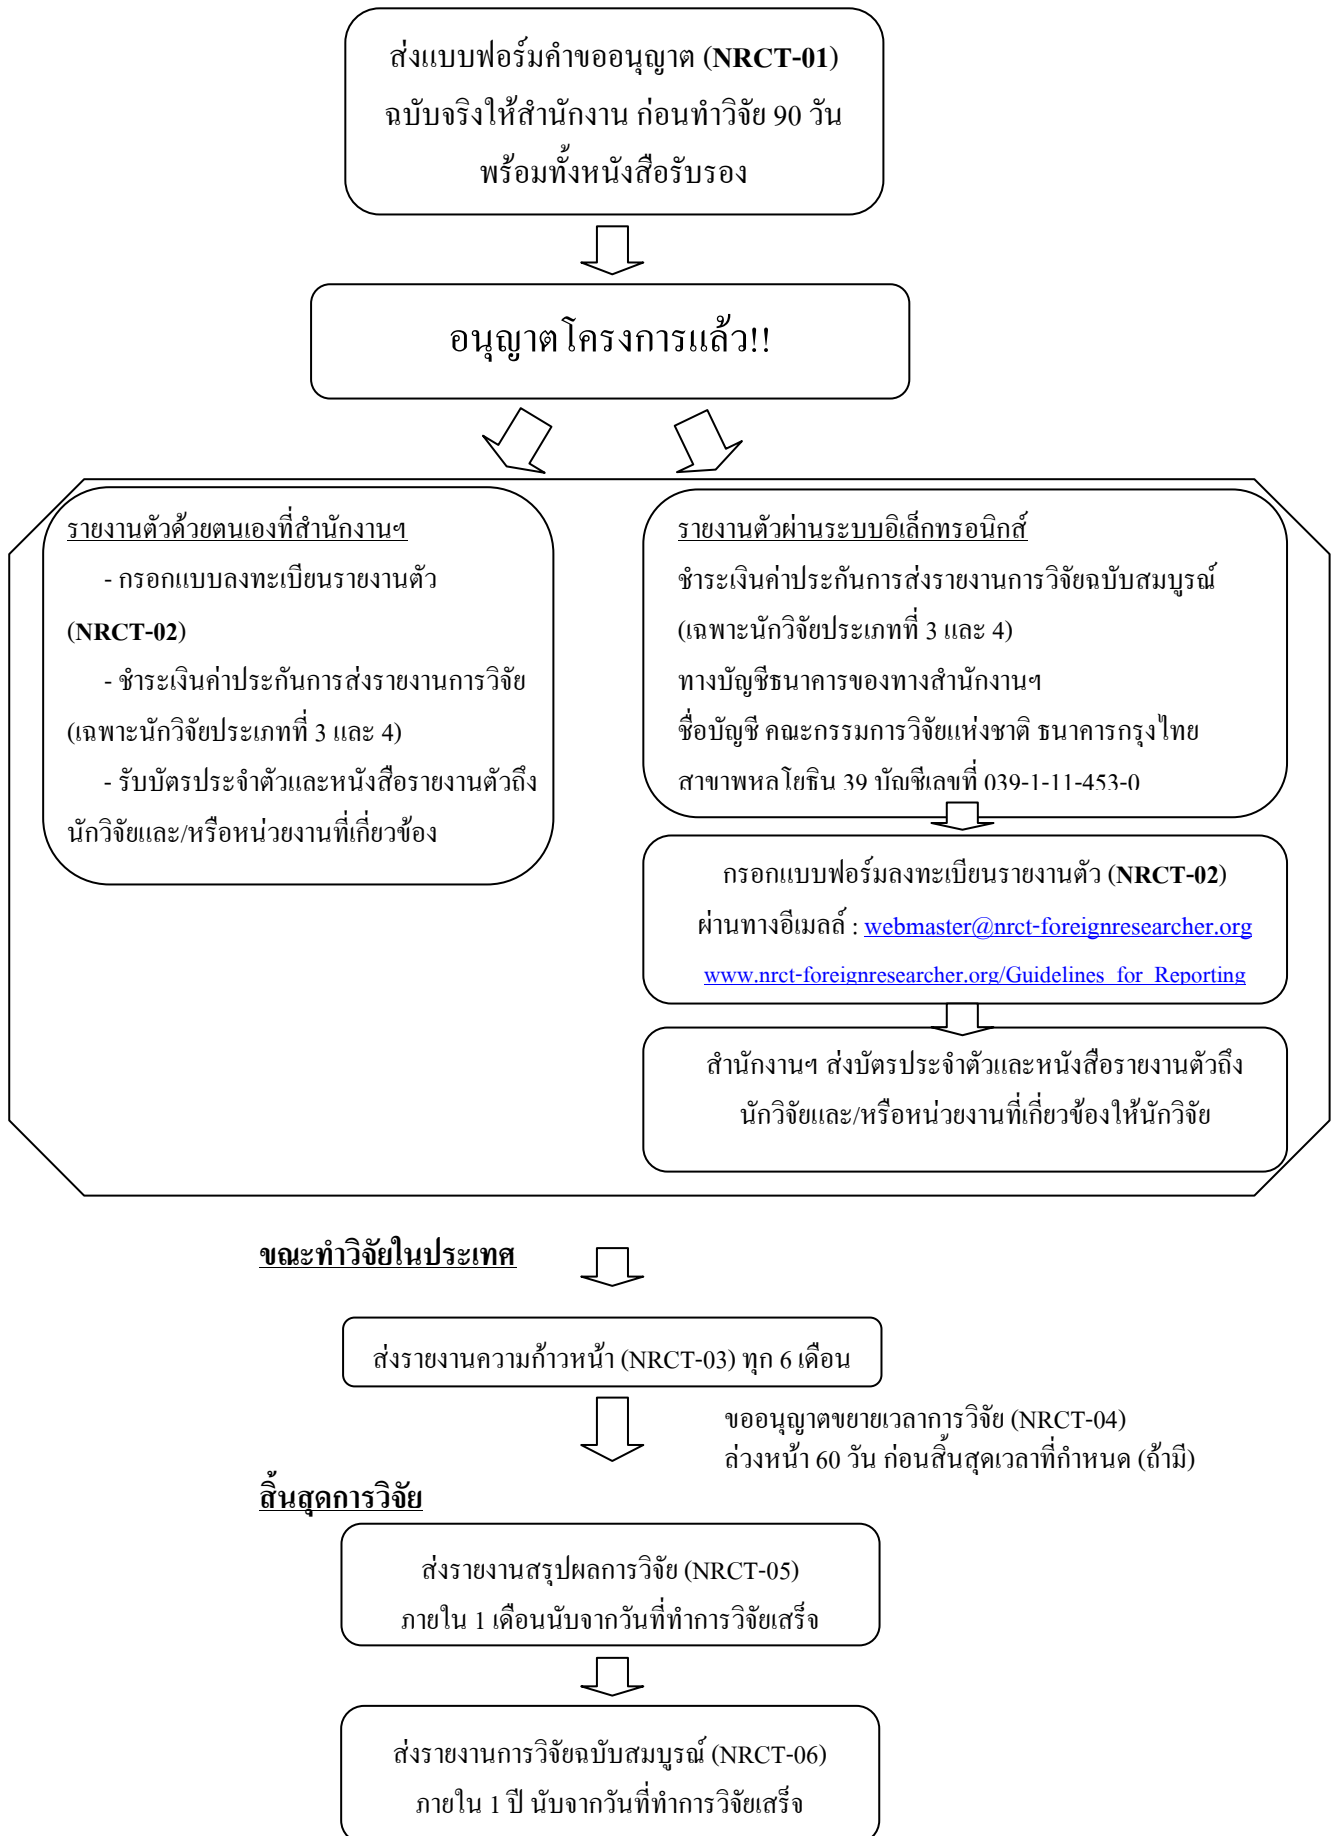 ส่งแบบฟอร์มคำขออนุญาต (NRCT-01)
ฉบับจริงให้สำนักงาน ก่อนทำวิจัย 90 วัน
พร้อมทั้งหนังสือรับรอง
อนุญาตโครงการแล้ว!!
รายงานตัวด้วยตนเองที่สำนักงานฯ
- กรอกแบบลงทะเบียนรายงานตัว
(NRCT-02)
- ชำระเงินค่าประกันการส่งรายงานการวิจัย
(เฉพาะนักวิจัยประเภทที่ 3 และ 4)
- รับบัตรประจำตัวและหนังสือรายงานตัวถึง
นักวิจัยและ/หรือหน่วยงานที่เกี่ยวข้อง
รายงานตัวผ่านระบบอิเล็กทรอนิกส์
ชำระเงินค่าประกันการส่งรายงานการวิจัยฉบับสมบูรณ์
(เฉพาะนักวิจัยประเภทที่ 3 และ 4)
ทางบัญชีธนาคารของทางสำนักงานฯ
ชื่อบัญชี คณะกรรมการวิจัยแห่งชาติ ธนาคารกรุงไทย
สาขาพหลโยธิน 39 บัญชีเลขที่ 039-1-11-453-0
กรอกแบบฟอร์มลงทะเบียนรายงานตัว (NRCT-02)
ผ่านทางอีเมลล์ : webmaster@nrct-foreignresearcher.org
www.nrct-foreignresearcher.org/Guidelines_for_Reporting
สำนักงานฯ ส่งบัตรประจำตัวและหนังสือรายงานตัวถึง
นักวิจัยและ/หรือหน่วยงานที่เกี่ยวข้องให้นักวิจัย
ขณะทำวิจัยในประเทศ
ส่งรายงานความก้าวหน้า (NRCT-03) ทุก 6 เดือน
ขออนุญาตขยายเวลาการวิจัย (NRCT-04)
ล่วงหน้า 60 วัน ก่อนสิ้นสุดเวลาที่กำหนด (ถ้ามี)
สิ้นสุดการวิจัย
ส่งรายงานสรุปผลการวิจัย (NRCT-05)
ภายใน 1 เดือนนับจากวันที่ทำการวิจัยเสร็จ
ส่งรายงานการวิจัยฉบับสมบูรณ์ (NRCT-06)
ภายใน 1 ปี นับจากวันที่ทำการวิจัยเสร็จ